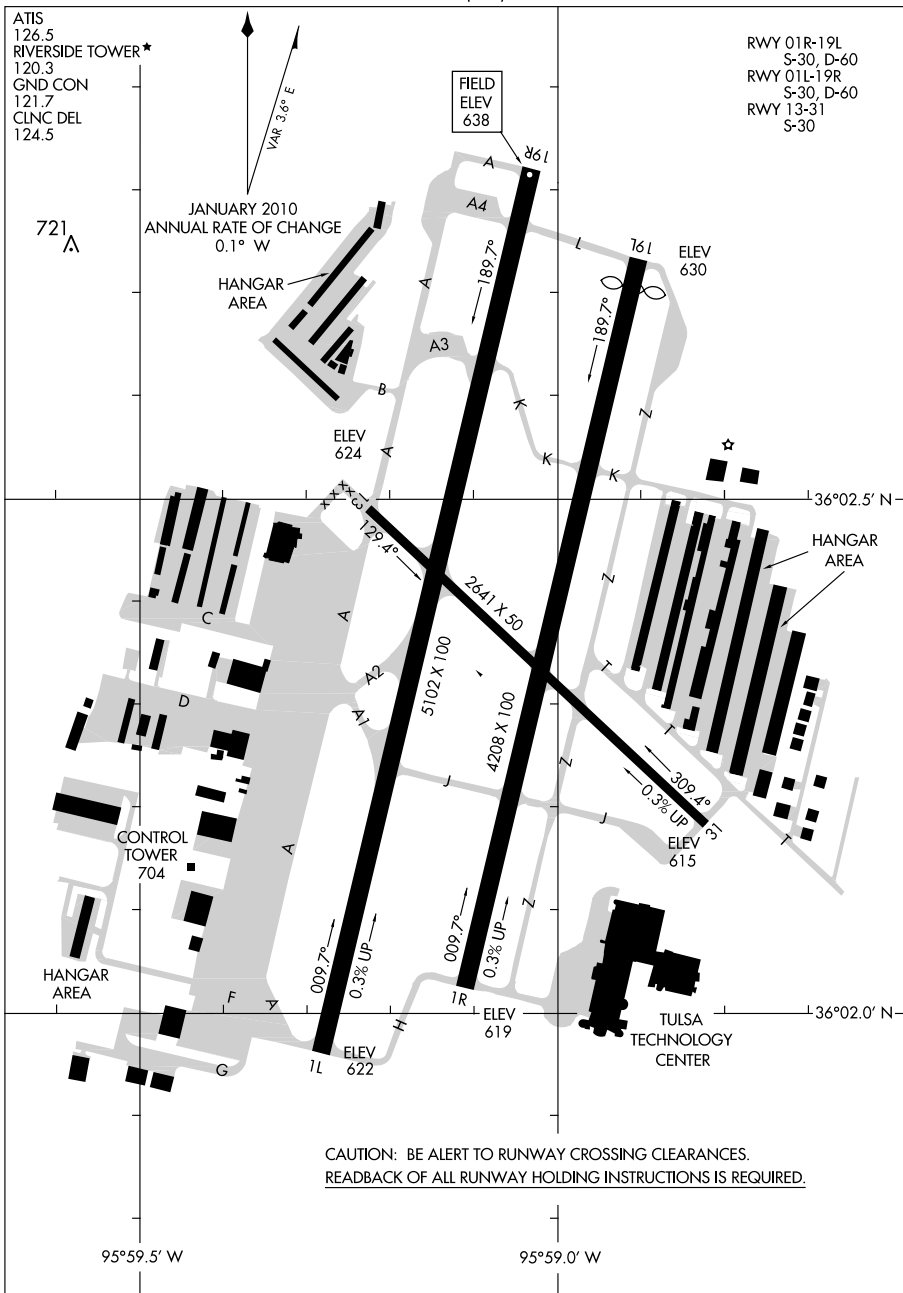 ATIS
126.5
RIVERSIDE TOWER
120.3
GND CON
121.7
CLNC DEL
124.5
VAR 3.6° E
JANUARY 2010
ANNUAL RATE OF CHANGE
0.1° W
721
FIELD
ELEV
638
RWY 01R-19L
S-30, D-60
RWY 01L-19R
S-30, D-60
RWY 13-31
S-30
19R
A
A4
L
19L
ELEV
630
HANGAR
AREA
189.7°
189.7°
A
A3
B
K
Z
ELEV
624
A
K
K
x x x x
13
129.4°
36°02.5' N
HANGAR
AREA
2641 X 50
Z
C
A
A2
5102 X 100
T
D
A1
4208 X 100
T
J
Z
309.4°
0.3% UP
J
31
T
ELEV
615
CONTROL
TOWER
704
A
009.7°
0.3% UP
009.7°
0.3% UP
Z
HANGAR
AREA
F
A
H
1R
ELEV
619
36°02.0' N
TULSA
TECHNOLOGY
CENTER
G
1L
ELEV
622
CAUTION: BE ALERT TO RUNWAY CROSSING CLEARANCES.
READBACK OF ALL RUNWAY HOLDING INSTRUCTIONS IS REQUIRED.
95°59.5' W
95°59.0' W